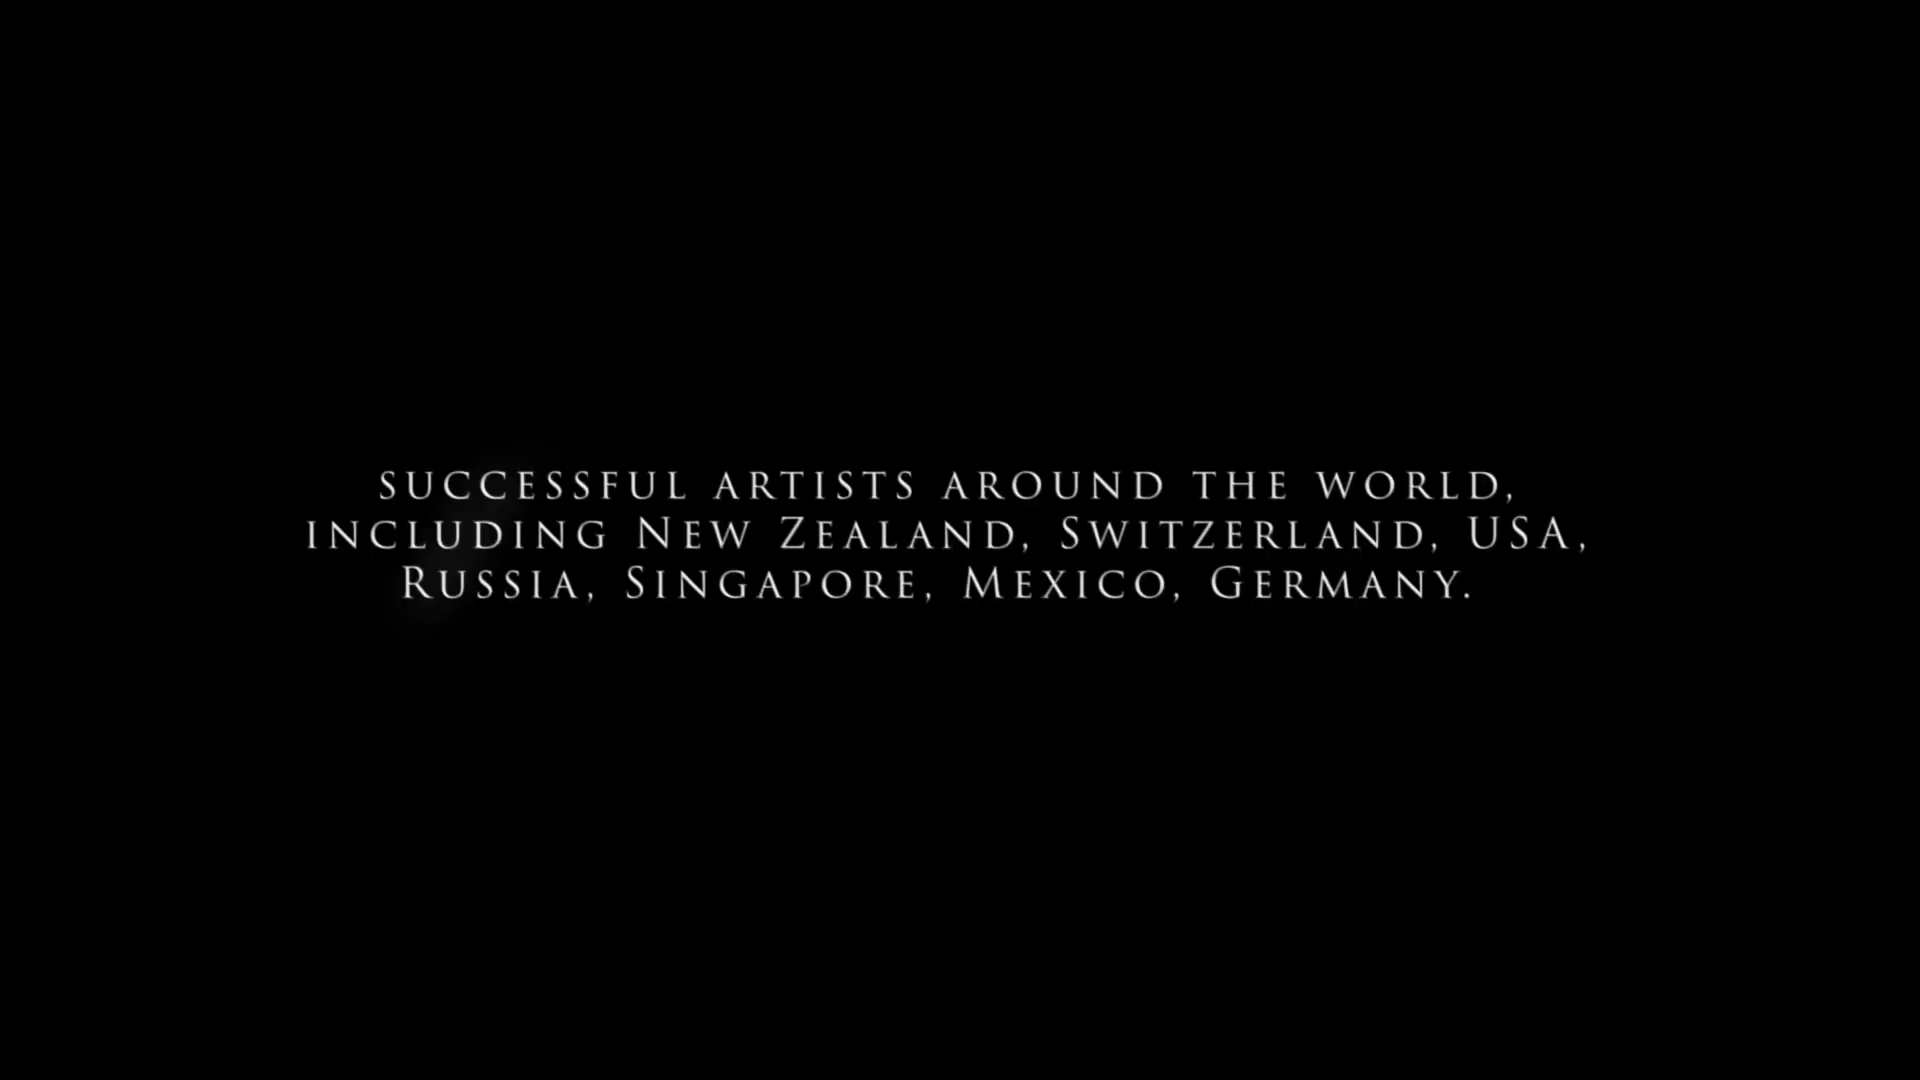 successful artists around the world,
including New Zealand, Switzerland, USA,
Russia, Singapore, Mexico, Germany.